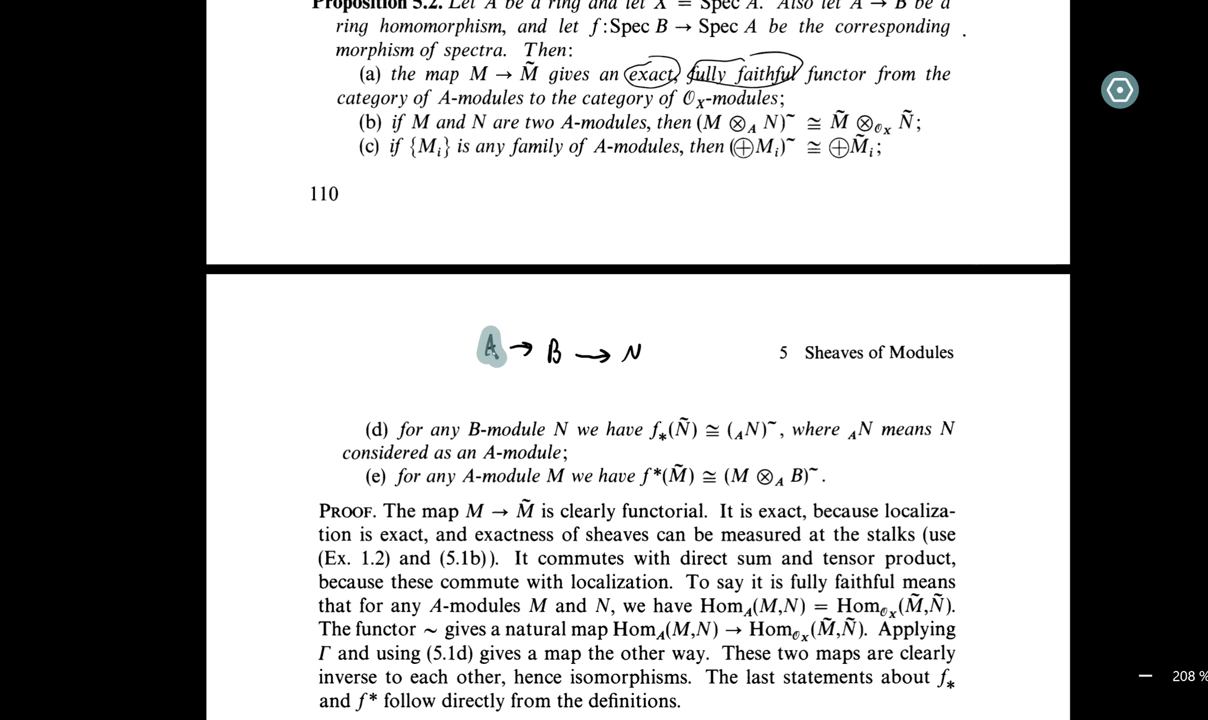 Proposition 5.2. Let A be a ring and let X = Spec A. Also let A → B be a
ring homomorphism, and let f:Spec B → Spec A be the corresponding
morphism of spectra. Then:
(a) the map M → M̃ gives an exact, fully faithful functor from the
category of A-modules to the category of 𝒪_X-modules;
(b) if M and N are two A-modules, then (M ⊗_A N)~ ≅ M̃ ⊗_𝒪_X Ñ;
(c) if {M_i} is any family of A-modules, then (⊕M_i)~ ≅ ⊕M̃_i;
110
A → B → N
5 Sheaves of Modules
(d) for any B-module N we have f_*(Ñ) ≅ (_AN)~, where _AN means N
considered as an A-module;
(e) for any A-module M we have f*(M̃) ≅ (M ⊗_A B)~.
PROOF. The map M → M̃ is clearly functorial. It is exact, because localiza-
tion is exact, and exactness of sheaves can be measured at the stalks (use
(Ex. 1.2) and (5.1b)). It commutes with direct sum and tensor product,
because these commute with localization. To say it is fully faithful means
that for any A-modules M and N, we have Hom_A(M,N) = Hom_𝒪_X(M̃,Ñ).
The functor ~ gives a natural map Hom_A(M,N) → Hom_𝒪_X(M̃,Ñ). Applying
Γ and using (5.1d) gives a map the other way. These two maps are clearly
inverse to each other, hence isomorphisms. The last statements about f_*
and f* follow directly from the definitions.
208 %